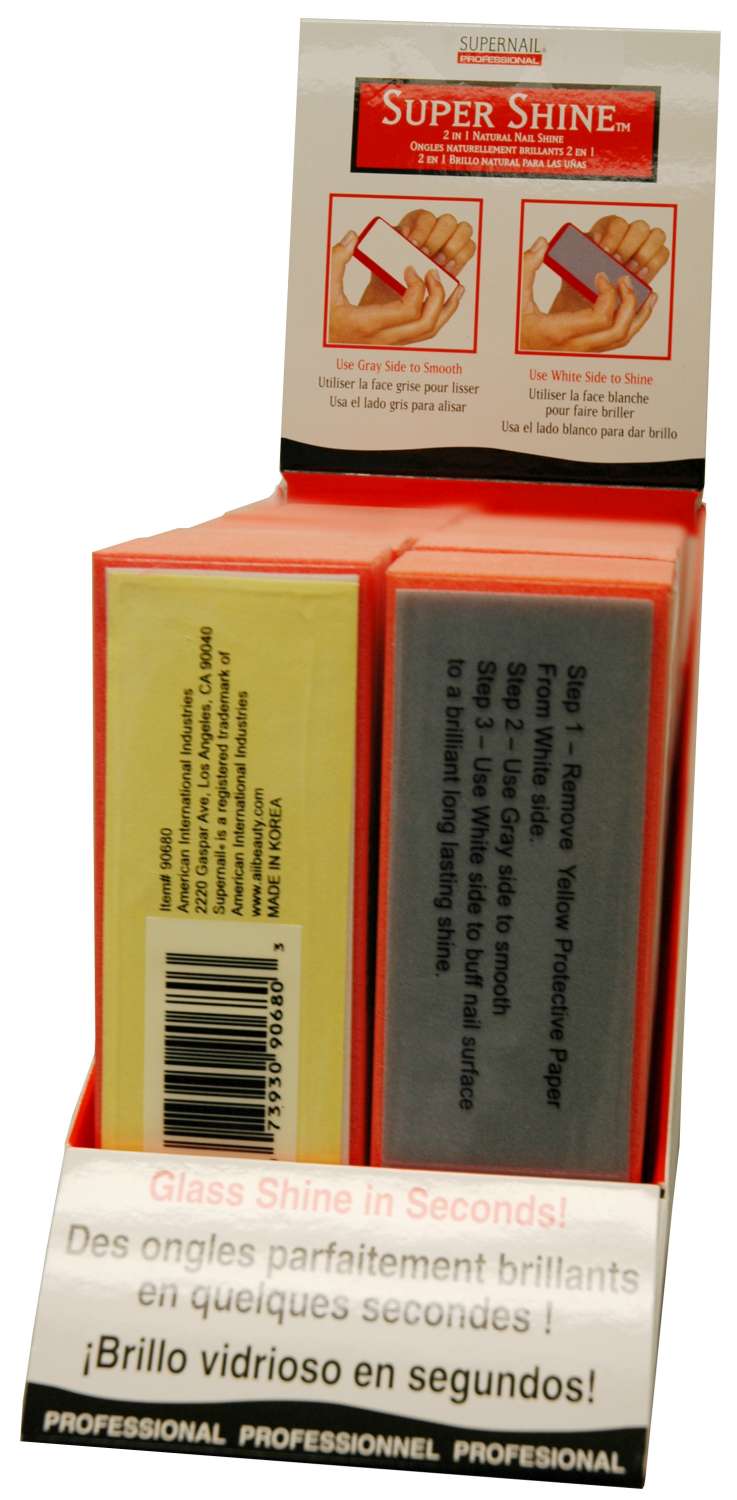 SUPERNAIL®
PROFESSIONAL
SUPER SHINE™
2 IN 1 NATURAL NAIL SHINE
ONGLES NATURELLEMENT BRILLANTS 2 EN 1
2 EN 1 BRILLO NATURAL PARA LAS UÑAS
Use Gray Side to Smooth
Utiliser la face grise pour lisser
Usa el lado gris para alisar
Use White Side to Shine
Utiliser la face blanche
pour faire briller
Usa el lado blanco para dar brillo
Item# 90680
American International Industries
2220 Gaspar Ave, Los Angeles, CA 90040
Supernail® is a registered trademark of
American International Industries
www.aiibeauty.com
MADE IN KOREA
73930 90680 3
Step 1 – Remove Yellow Protective Paper
From White side.
Step 2 – Use Gray side to smooth
Step 3 – Use White side to buff nail surface
to a brilliant long lasting shine.
Glass Shine in Seconds!
Des ongles parfaitement brillants
en quelques secondes !
¡Brillo vidrioso en segundos!
PROFESSIONAL PROFESSIONNEL PROFESIONAL